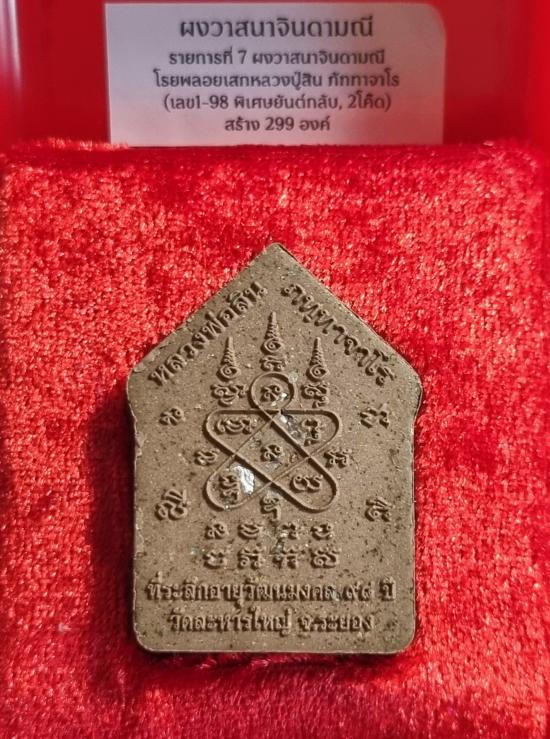 ผงวาสนาจินดามณี
รายการที่ 7 ผงวาสนาจินดามณี
โรยพลอยเสกหลวงปู่สิน ภัททาจาโร
(เลข1-98 พิเศษยันต์กลับ, 2โค๊ด)
สร้าง 299 องค์
หลวงพ่อสิน ภทฺทาจาโร
ที่ระลึกอายุวัฒนมงคล ๙๘ ปี
วัดละหารใหญ่ จ.ระยอง